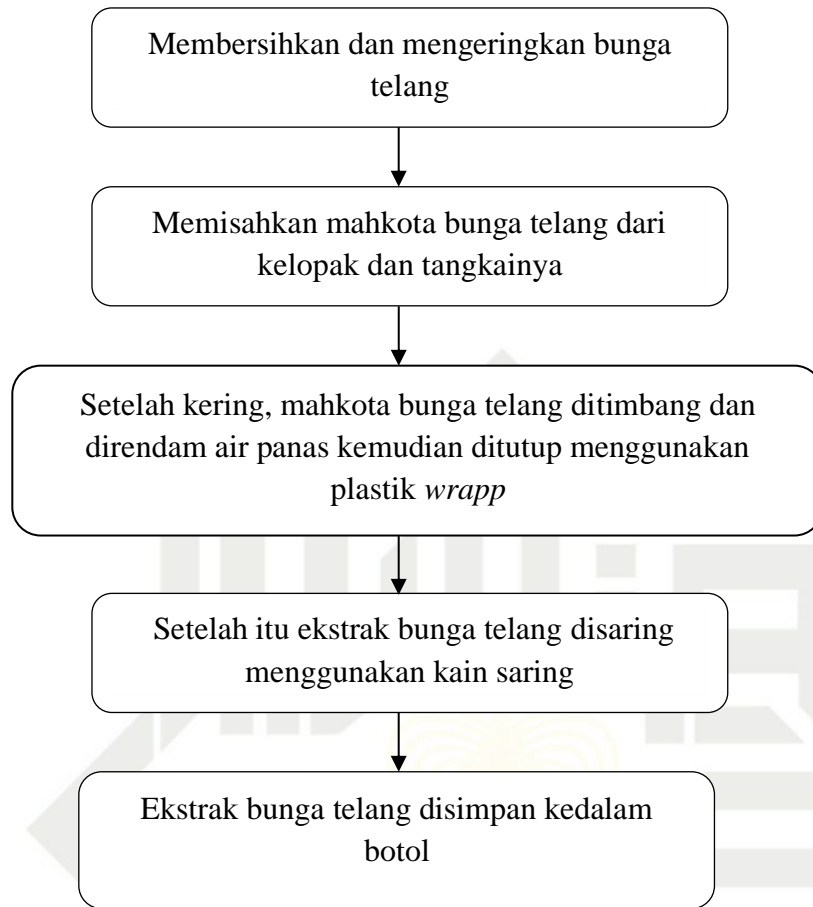 Membersihkan dan mengeringkan bunga
telang
Memisahkan mahkota bunga telang dari
kelopak dan tangkainya
Setelah kering, mahkota bunga telang ditimbang dan
direndam air panas kemudian ditutup menggunakan
plastik wrapp
Setelah itu ekstrak bunga telang disaring
menggunakan kain saring
Ekstrak bunga telang disimpan kedalam
botol